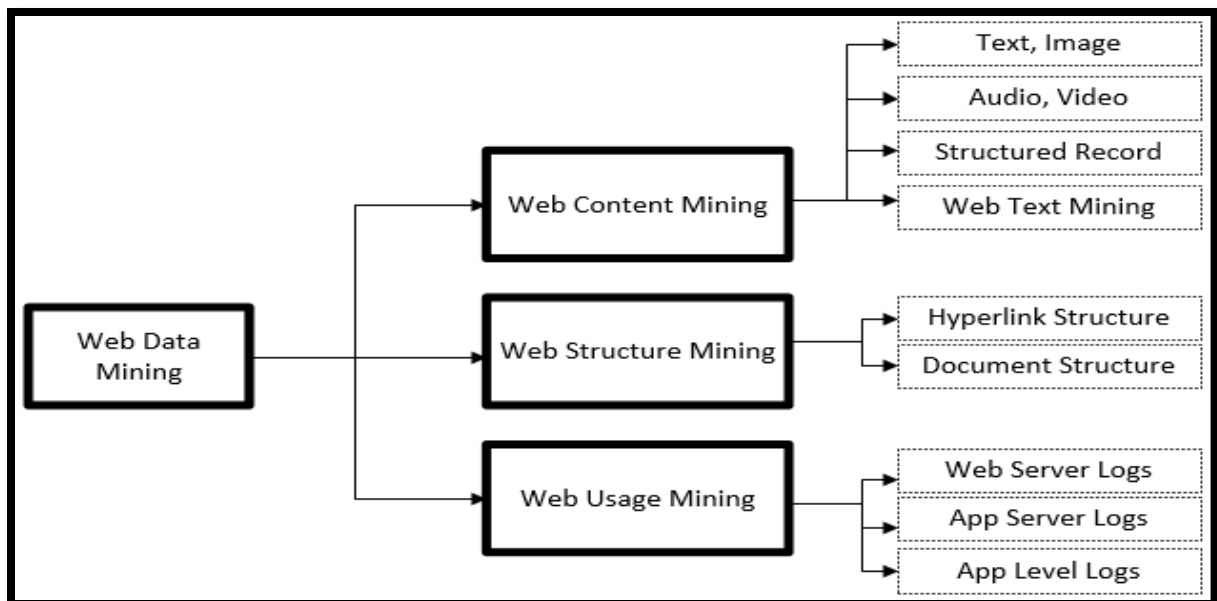 Web Data
Mining
Web Content Mining
Text, Image
Audio, Video
Structured Record
Web Text Mining
Web Structure Mining
Hyperlink Structure
Document Structure
Web Usage Mining
Web Server Logs
App Server Logs
App Level Logs